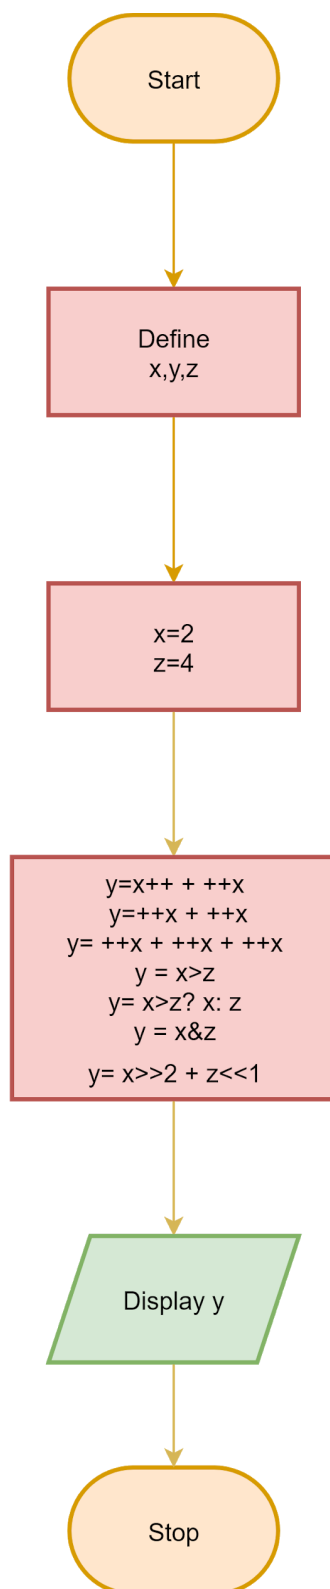 Start
Define
x,y,z
x=2
z=4
y=x++ + ++x
y=++x + ++x
y= ++x + ++x + ++x
y = x>z
y= x>z? x: z
y = x&z
y= x>>2 + z<<1
Display y
Stop